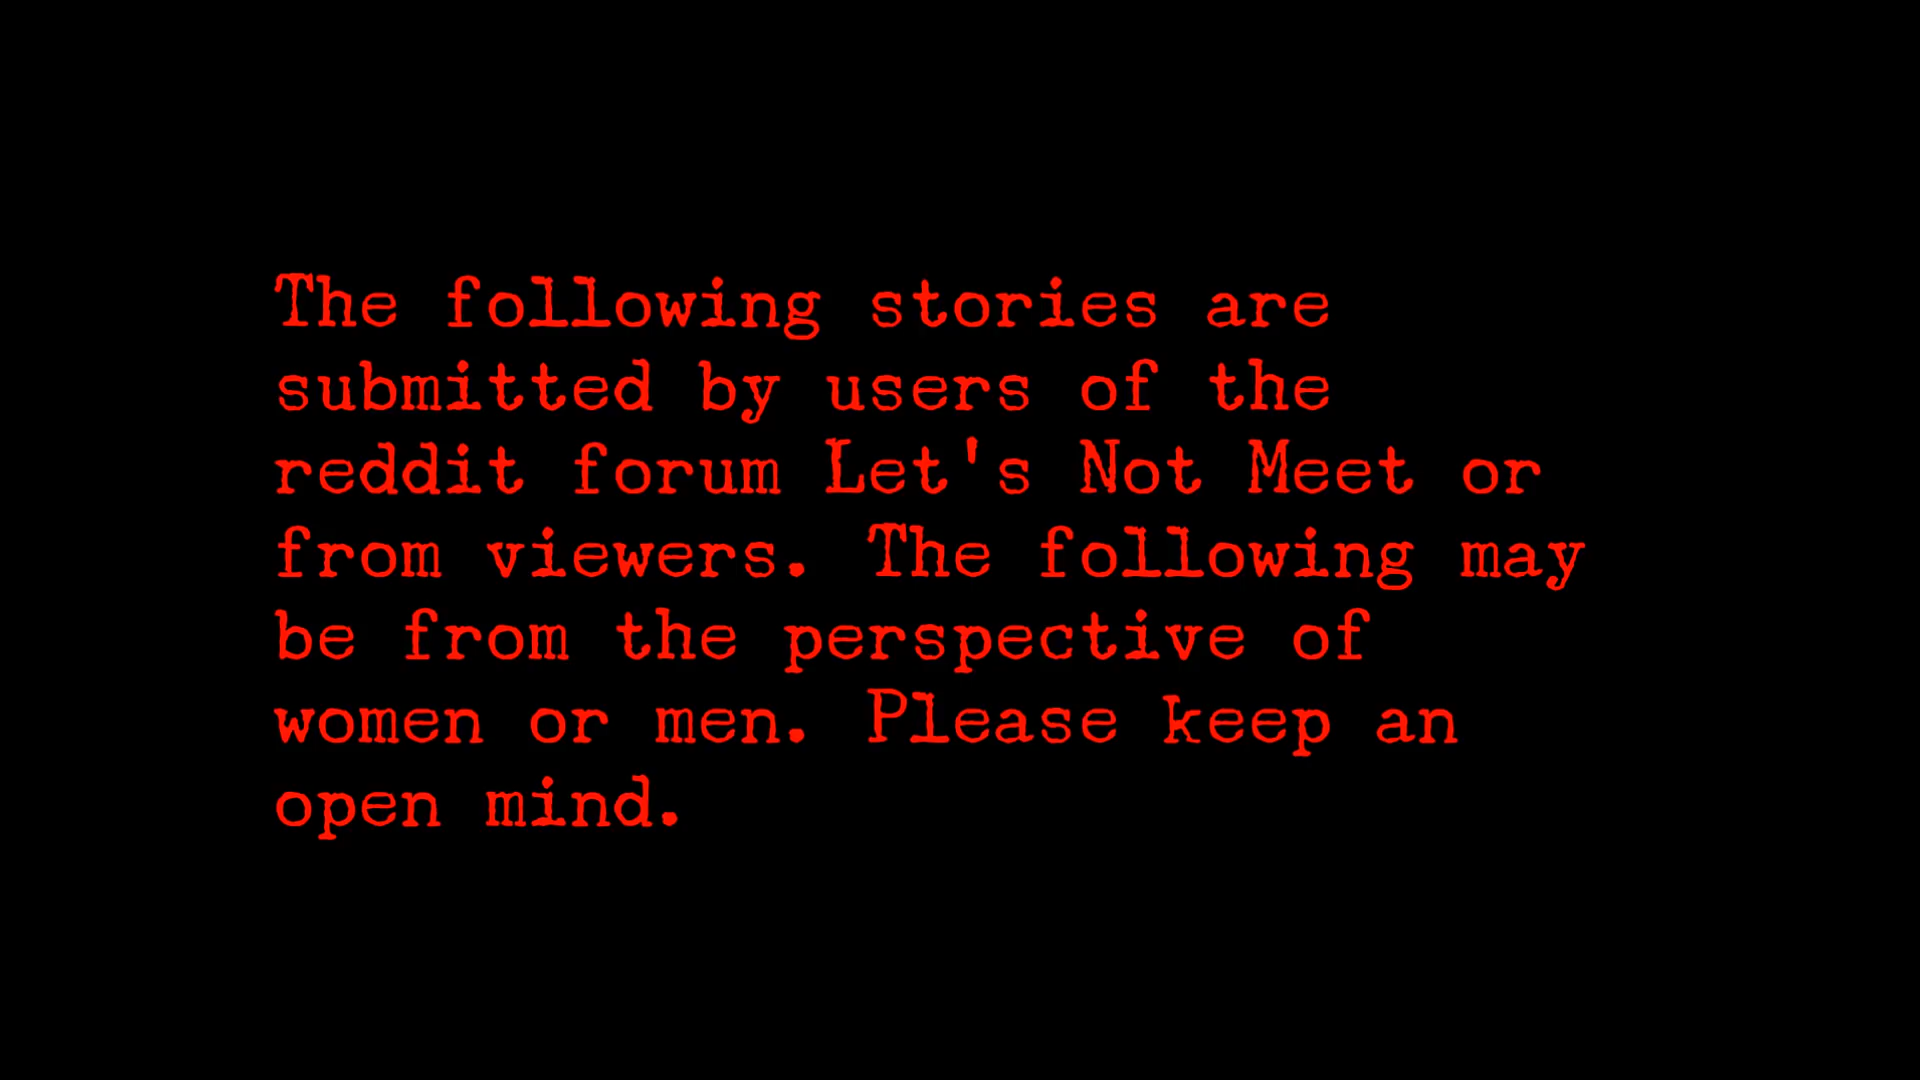 The following stories are
submitted by users of the
reddit forum Let's Not Meet or
from viewers. The following may
be from the perspective of
women or men. Please keep an
open mind.